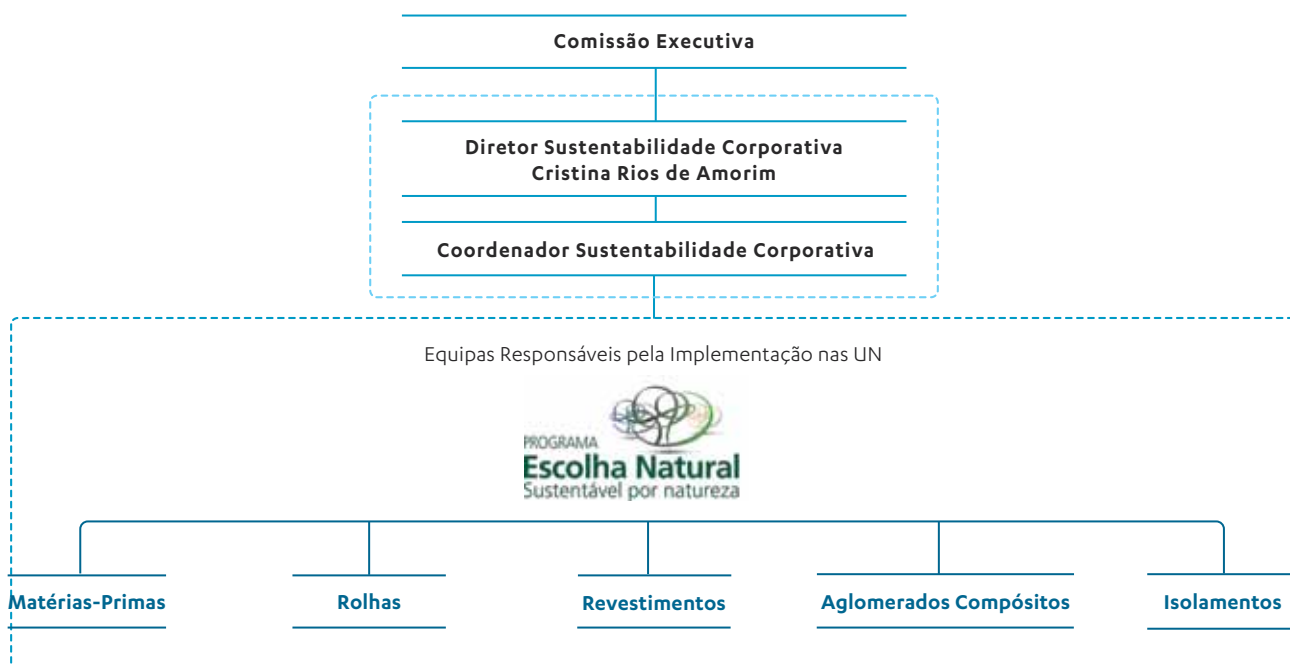 Comissão Executiva
Diretor Sustentabilidade Corporativa
Cristina Rios de Amorim
Coordenador Sustentabilidade Corporativa
Equipas Responsáveis pela Implementação nas UN
PROGRAMA
Escolha Natural
Sustentável por natureza
Matérias-Primas
Rolhas
Revestimentos
Aglomerados Compósitos
Isolamentos